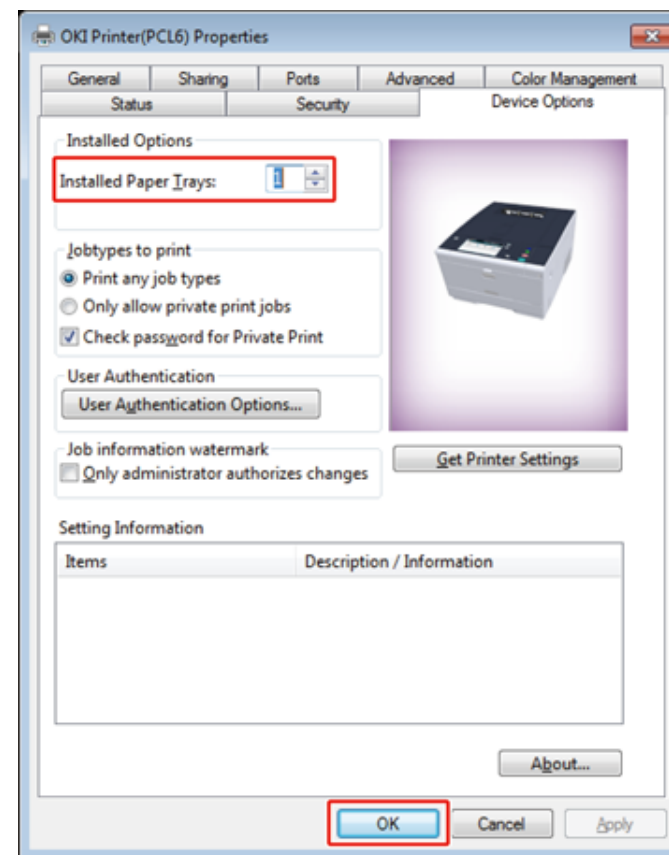 OKI Printer(PCL6) Properties
General Sharing Ports Advanced Color Management
Status Security Device Options
Installed Options
Installed Paper Trays: 1
Jobtypes to print
Print any job types
Only allow private print jobs
Check password for Private Print
User Authentication
User Authentication Options...
Job information watermark
Only administrator authorizes changes
Get Printer Settings
Setting Information
Items Description / Information
About...
OK Cancel Apply